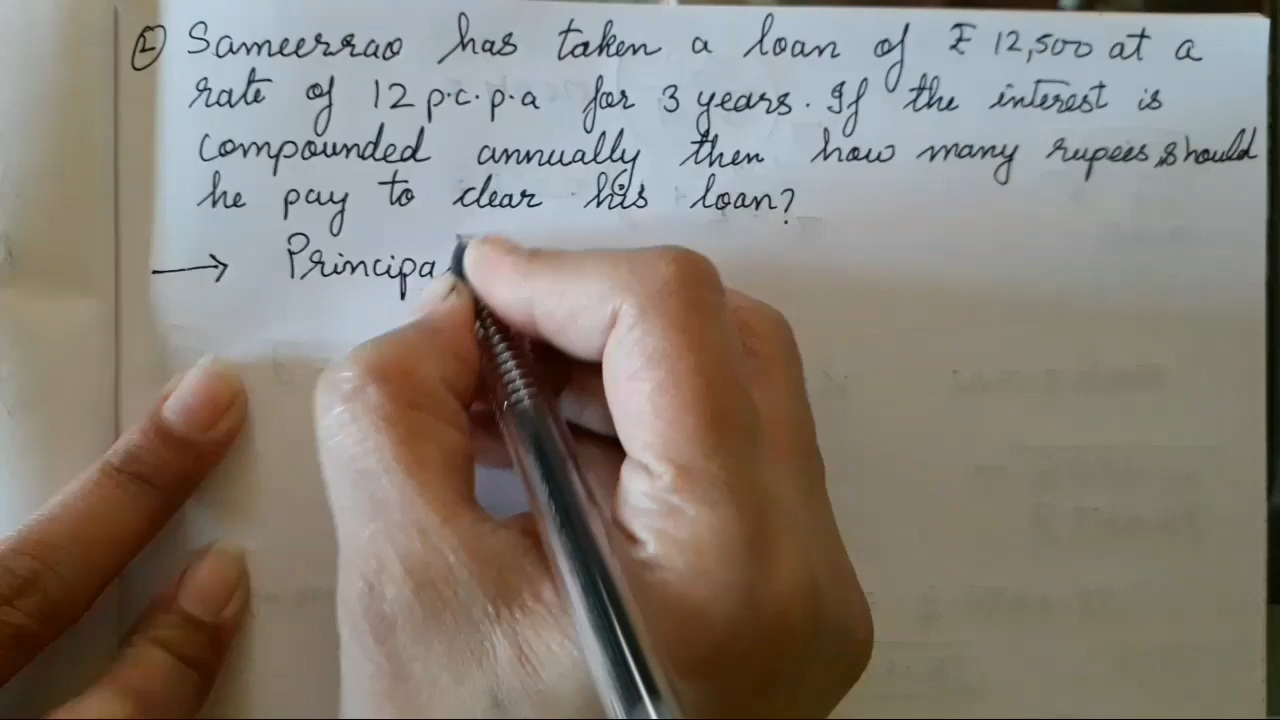 ② Sameerrao has taken a loan of ₹ 12,500 at a
rate of 12 p.c.p.a for 3 years. If the interest is
compounded annually then how many rupees should
he pay to clear his loan?
→ Principa